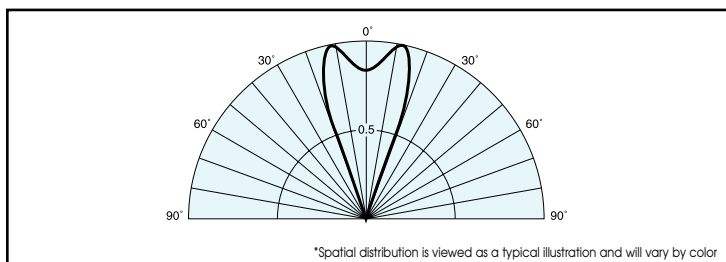 0°
30° 30°
60° 0.5 60°
90° 90°
*Spatial distribution is viewed as a typical illustration and will vary by color